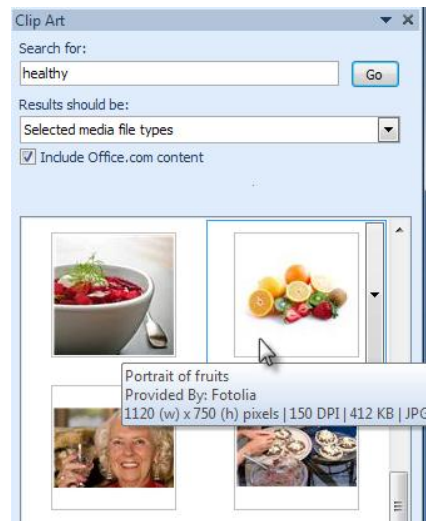 Clip Art
Search for:
healthy
Go
Results should be:
Selected media file types
Include Office.com content
Portrait of fruits
Provided By: Fotolia
1120 (w) x 750 (h) pixels | 150 DPI | 412 KB | JPG